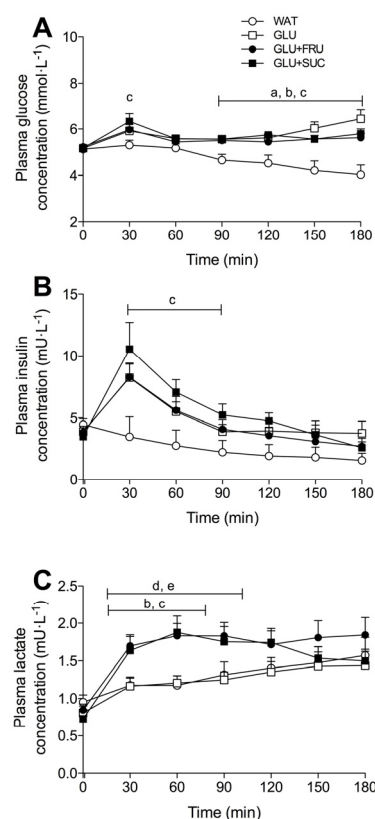 A
WAT
GLU
GLU+FRU
GLU+SUC
Plasma glucose
concentration (mmol·L-1)
10
8
6
4
2
c
a, b, c
0 30 60 90 120 150 180
Time (min)
B
Plasma insulin
concentration (mU·L-1)
15
10
5
0
c
0 30 60 90 120 150 180
Time (min)
C
Plasma lactate
concentration (mU·L-1)
2.5
2.0
1.5
1.0
0.5
0.0
d, e
b, c
0 30 60 90 120 150 180
Time (min)